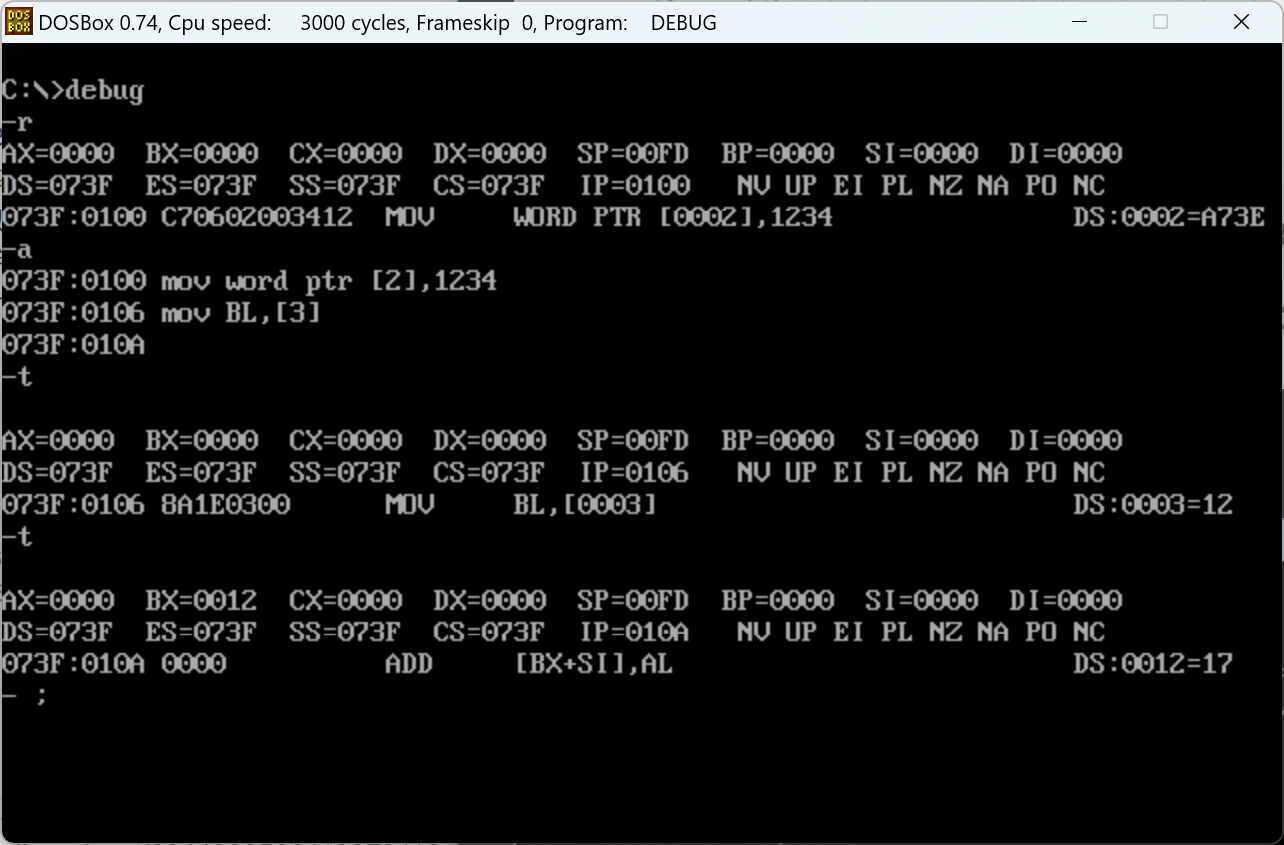 DOSBox 0.74, Cpu speed: 3000 cycles, Frameskip 0, Program: DEBUG
C:\>debug
-r
AX=0000 BX=0000 CX=0000 DX=0000 SP=00FD BP=0000 SI=0000 DI=0000
DS=073F ES=073F SS=073F CS=073F IP=0100 NV UP EI PL NZ NA PO NC
073F:0100 C70602003412 MOV WORD PTR [0002],1234 DS:0002=A73E
-a
073F:0100 mov word ptr [2],1234
073F:0106 mov BL,[3]
073F:010A
-t
AX=0000 BX=0000 CX=0000 DX=0000 SP=00FD BP=0000 SI=0000 DI=0000
DS=073F ES=073F SS=073F CS=073F IP=0106 NV UP EI PL NZ NA PO NC
073F:0106 8A1E0300 MOV BL,[0003] DS:0003=12
-t
AX=0000 BX=0012 CX=0000 DX=0000 SP=00FD BP=0000 SI=0000 DI=0000
DS=073F ES=073F SS=073F CS=073F IP=010A NV UP EI PL NZ NA PO NC
073F:010A 0000 ADD [BX+SI],AL DS:0012=17
- ;